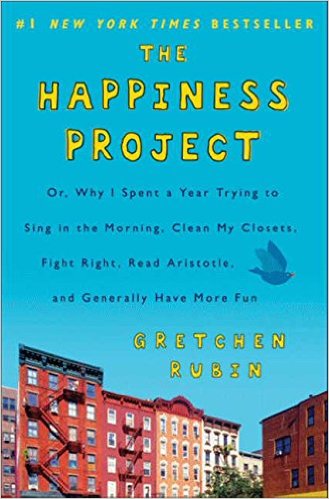 #1 NEW YORK TIMES BESTSELLER
THE
HAPPINESS
PROJECT
Or, Why I Spent a Year Trying to
Sing in the Morning, Clean My Closets,
Fight Right, Read Aristotle,
and Generally Have More Fun
GRETCHEN
RUBIN